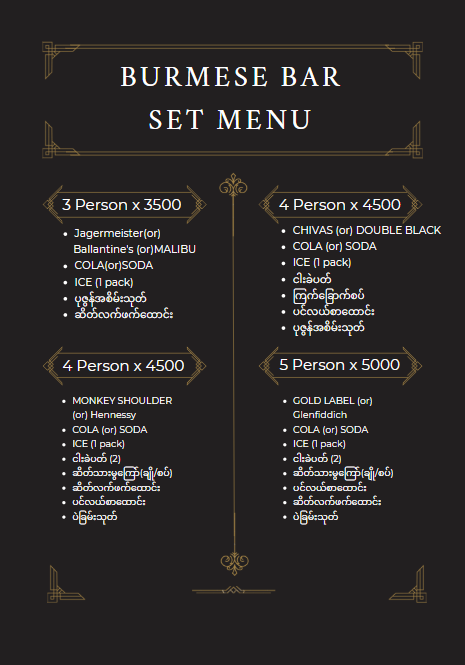 BURMESE BAR
SET MENU
3 Person x 3500
Jagermeister(or)
Ballantine's (or)MALIBU
COLA(or)SODA
ICE (1 pack)
ပုဇွန်အစိမ်းသုတ်
ဆိတ်လက်ဖက်ထောင်း
4 Person x 4500
CHIVAS (or) DOUBLE BLACK
COLA (or) SODA
ICE (1 pack)
ငါးခဲပတ်
ကြက်ခြောက်စပ်
ပင်လယ်စာထောင်း
ပုဇွန်အစိမ်းသုတ်
4 Person x 4500
MONKEY SHOULDER
(or) Hennessy
COLA (or) SODA
ICE (1 pack)
ငါးခဲပတ် (2)
ဆိတ်သားမွကြော်(ချို/စပ်)
ဆိတ်လက်ဖက်ထောင်း
ပင်လယ်စာထောင်း
ပဲခြမ်းသုတ်
5 Person x 5000
GOLD LABEL (or)
Glenfiddich
COLA (or) SODA
ICE (1 pack)
ငါးခဲပတ် (2)
ဆိတ်သားမွကြော်(ချို/စပ်)
ပင်လယ်စာထောင်း
ဆိတ်လက်ဖက်ထောင်း
ပဲခြမ်းသုတ်